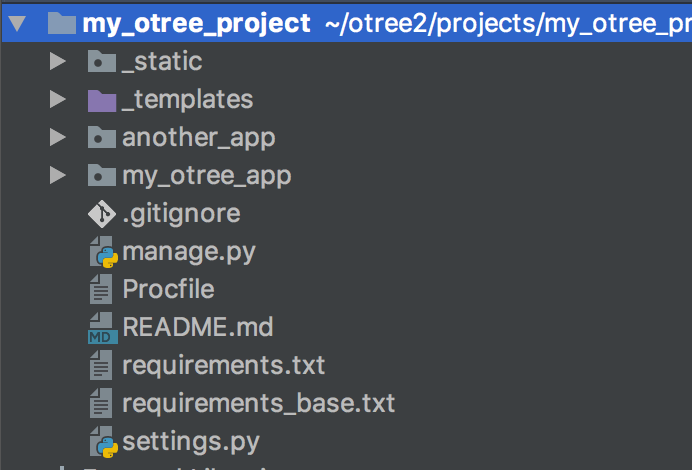 my_otree_project ~/otree2/projects/my_otree_pr
_static
_templates
another_app
my_otree_app
.gitignore
manage.py
Procfile
MD README.md
requirements.txt
requirements_base.txt
settings.py